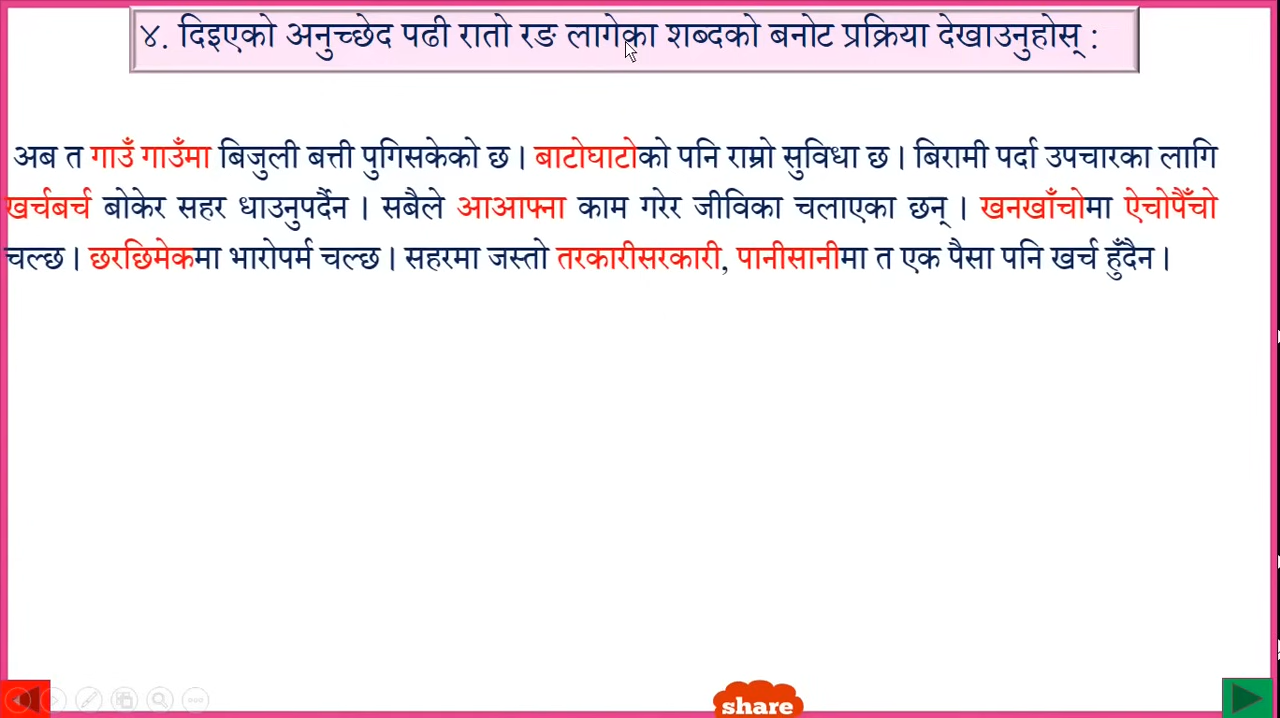 ४. दिइएको अनुच्छेद पढी रातो रङ लागेका शब्दको बनोट प्रक्रिया देखाउनुहोस् :
अब त गाउँ गाउँमा बिजुली बत्ती पुगिसकेको छ । बाटोघाटोको पनि राम्रो सुविधा छ । बिरामी पर्दा उपचारका लागि
खर्चबर्च बोकेर सहर धाउनुपर्दैन । सबैले आआफ्ना काम गरेर जीविका चलाएका छन् । खनखाँचोमा ऐचोपैँचो
चल्छ । छरछिमेकमा भारोपर्म चल्छ । सहरमा जस्तो तरकारीसरकारी, पानीसानीमा त एक पैसा पनि खर्च हुँदैन ।
share